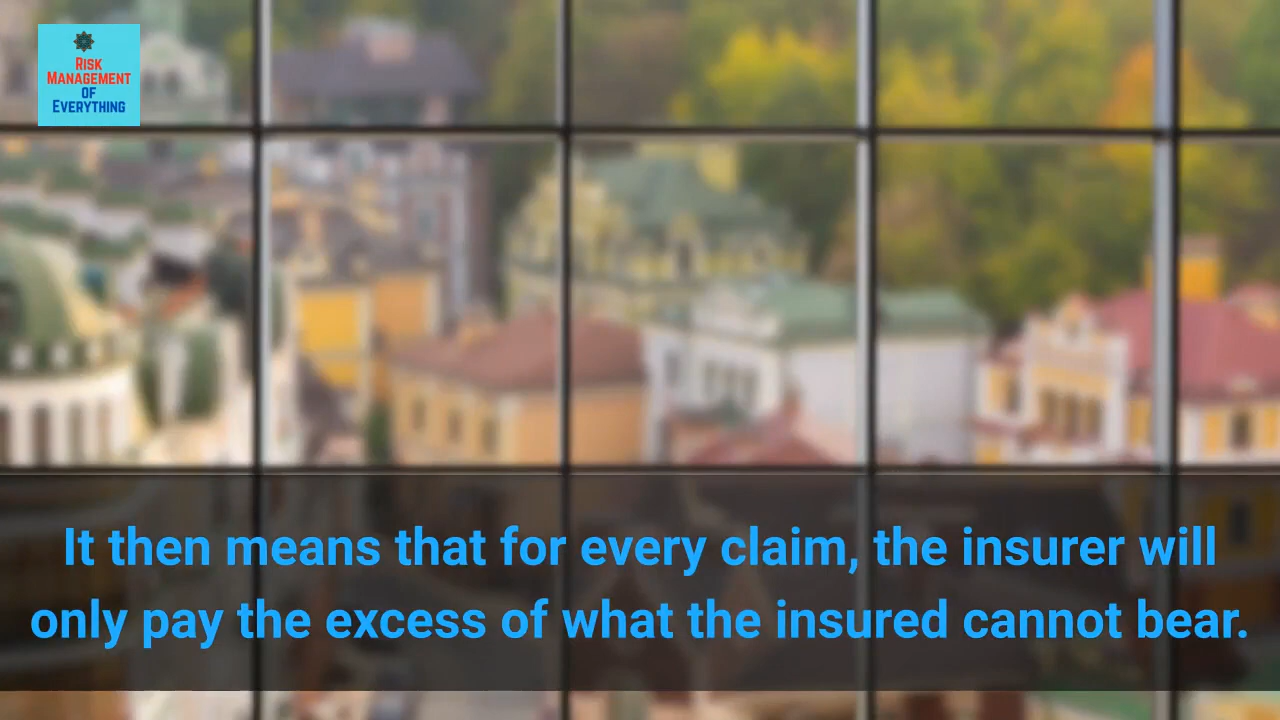 Risk
Management
of
Everything
It then means that for every claim, the insurer will
only pay the excess of what the insured cannot bear.